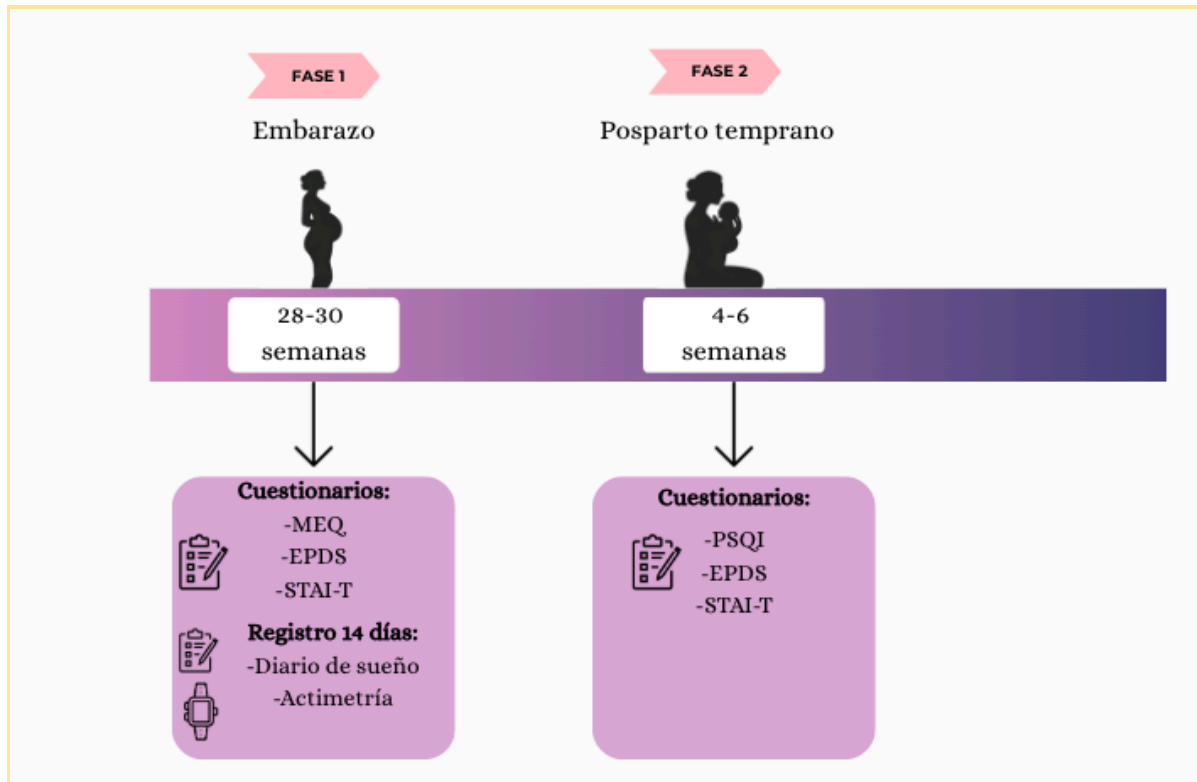 FASE 1
Embarazo
28-30
semanas
Cuestionarios:
-MEQ
-EPDS
-STAI-T
Registro 14 días:
-Diario de sueño
-Actimetría
FASE 2
Posparto temprano
4-6
semanas
Cuestionarios:
-PSQI
-EPDS
-STAI-T